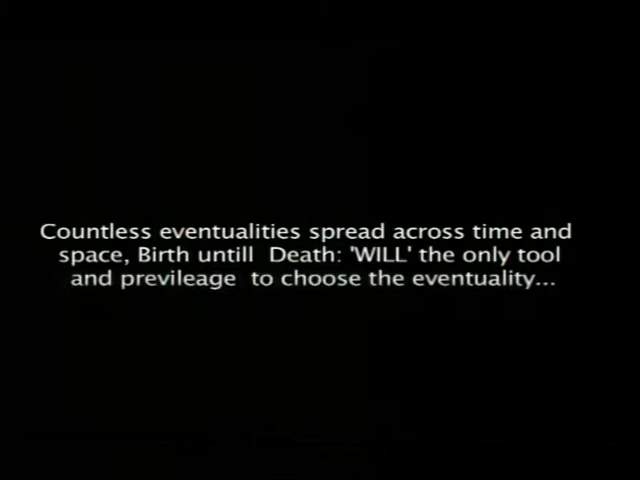 Countless eventualities spread across time and
space, Birth untill Death: 'WILL' the only tool
and previleage to choose the eventuality...